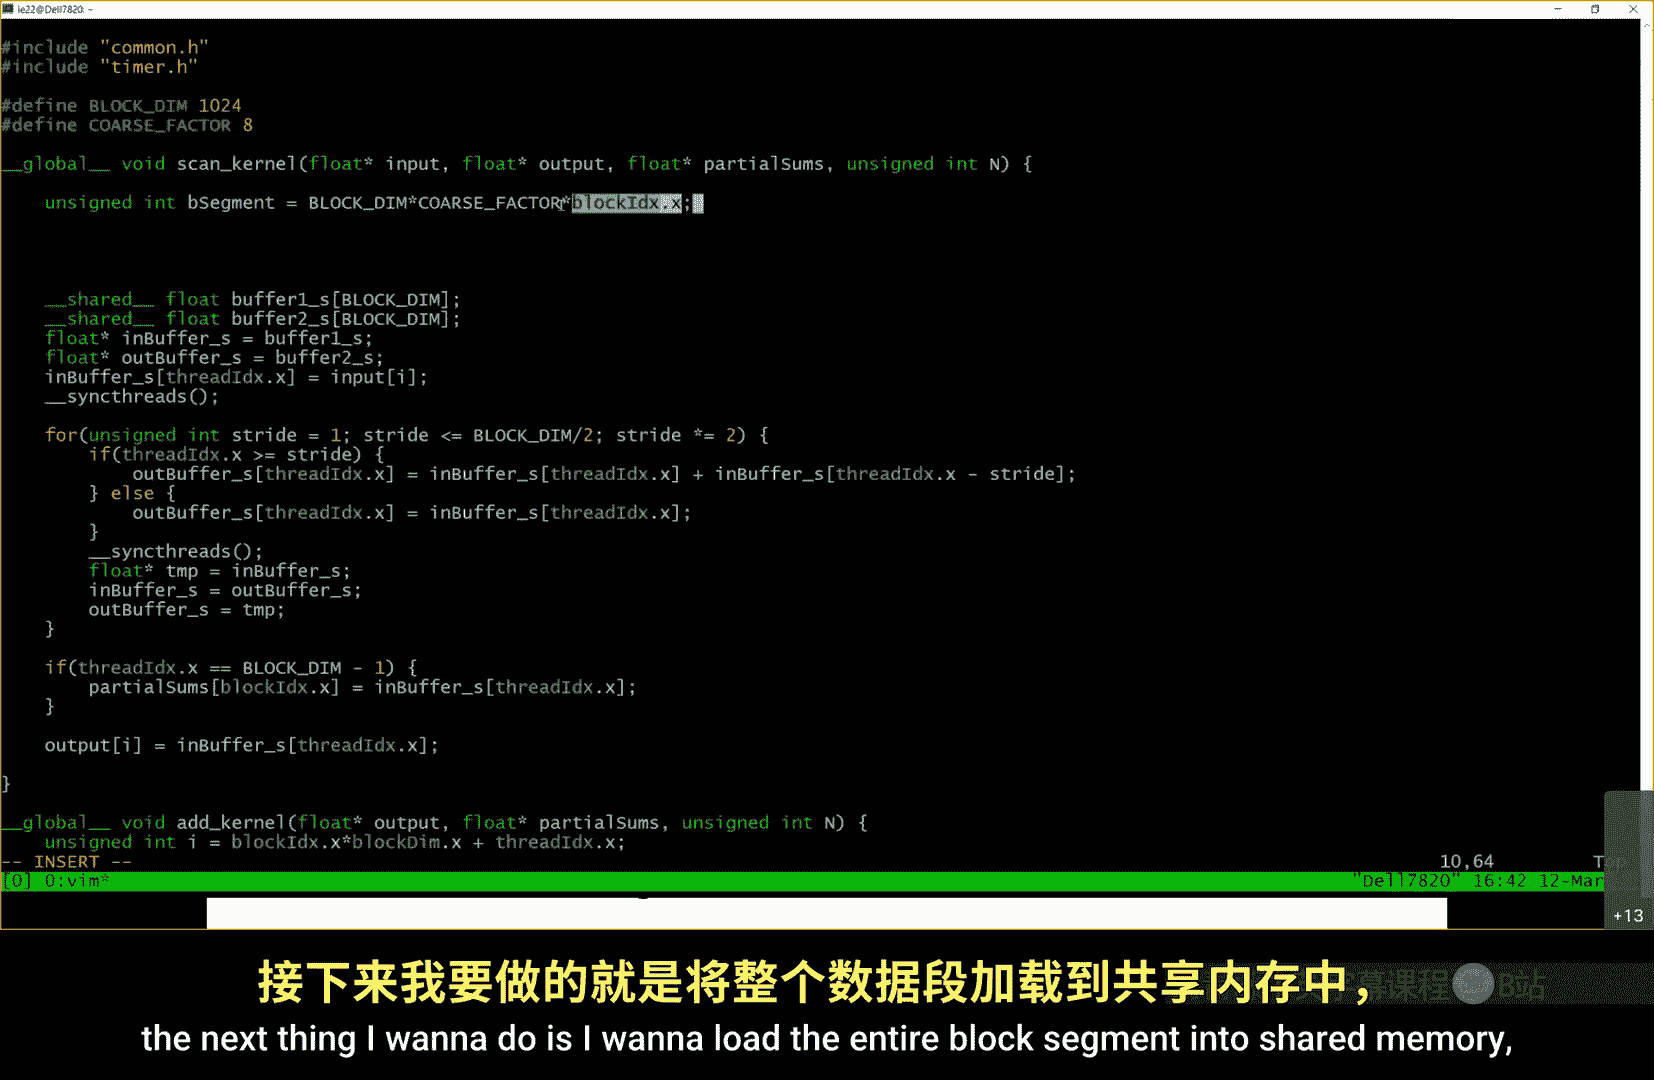 ie22@Dell7820: ~
#include "common.h"
#include "timer.h"
#define BLOCK_DIM 1024
#define COARSE_FACTOR 8
__global__ void scan_kernel(float* input, float* output, float* partialSums, unsigned int N) {
unsigned int bSegment = BLOCK_DIM*COARSE_FACTOR*blockIdx.x;
__shared__ float buffer1_s[BLOCK_DIM];
__shared__ float buffer2_s[BLOCK_DIM];
float* inBuffer_s = buffer1_s;
float* outBuffer_s = buffer2_s;
inBuffer_s[threadIdx.x] = input[i];
__syncthreads();
for(unsigned int stride = 1; stride <= BLOCK_DIM/2; stride *= 2) {
if(threadIdx.x >= stride) {
outBuffer_s[threadIdx.x] = inBuffer_s[threadIdx.x] + inBuffer_s[threadIdx.x - stride];
} else {
outBuffer_s[threadIdx.x] = inBuffer_s[threadIdx.x];
}
__syncthreads();
float* tmp = inBuffer_s;
inBuffer_s = outBuffer_s;
outBuffer_s = tmp;
}
if(threadIdx.x == BLOCK_DIM - 1) {
partialSums[blockIdx.x] = inBuffer_s[threadIdx.x];
}
output[i] = inBuffer_s[threadIdx.x];
}
__global__ void add_kernel(float* output, float* partialSums, unsigned int N) {
unsigned int i = blockIdx.x*blockDim.x + threadIdx.x;
-- INSERT -- 10,64 Top
[0] 0:vim* "Dell7820" 16:42 12-Mar
+13
接下来我要做的就是将整个数据段加载到共享内存中，
课程 B站
the next thing I wanna do is I wanna load the entire block segment into shared memory,